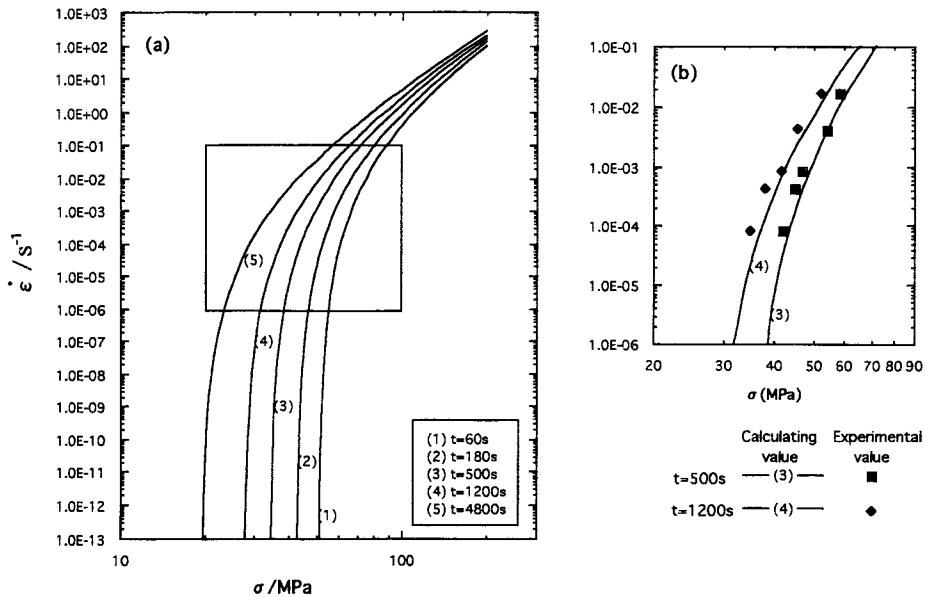 (a)
1.0E+03
1.0E+02
1.0E+01
1.0E+00
1.0E-01
1.0E-02
1.0E-03
1.0E-04
1.0E-05
1.0E-06
1.0E-07
1.0E-08
1.0E-09
1.0E-10
1.0E-11
1.0E-12
1.0E-13
ε̇ / S⁻¹
(5)
(4)
(3)
(2)
(1)
(1) t=60s
(2) t=180s
(3) t=500s
(4) t=1200s
(5) t=4800s
10
100
σ /MPa
(b)
1.0E-01
1.0E-02
1.0E-03
1.0E-04
1.0E-05
1.0E-06
(4)
(3)
20
30
40
50
60
70 80 90
σ (MPa)
Calculating value
Experimental value
t=500s
(3)
t=1200s
(4)